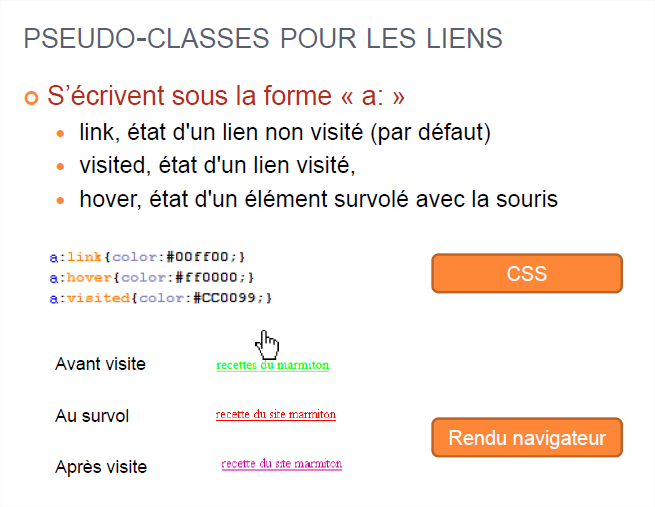 PSEUDO-CLASSES POUR LES LIENS
S’écrivent sous la forme « a: »
link, état d'un lien non visité (par défaut)
visited, état d'un lien visité,
hover, état d'un élément survolé avec la souris
a:link{color:#00ff00;}
a:hover{color:#ff0000;}
a:visited{color:#CC0099;}
CSS
Avant visite
recettes du marmiton
Au survol
recette du site marmiton
Rendu navigateur
Après visite
recette du site marmiton